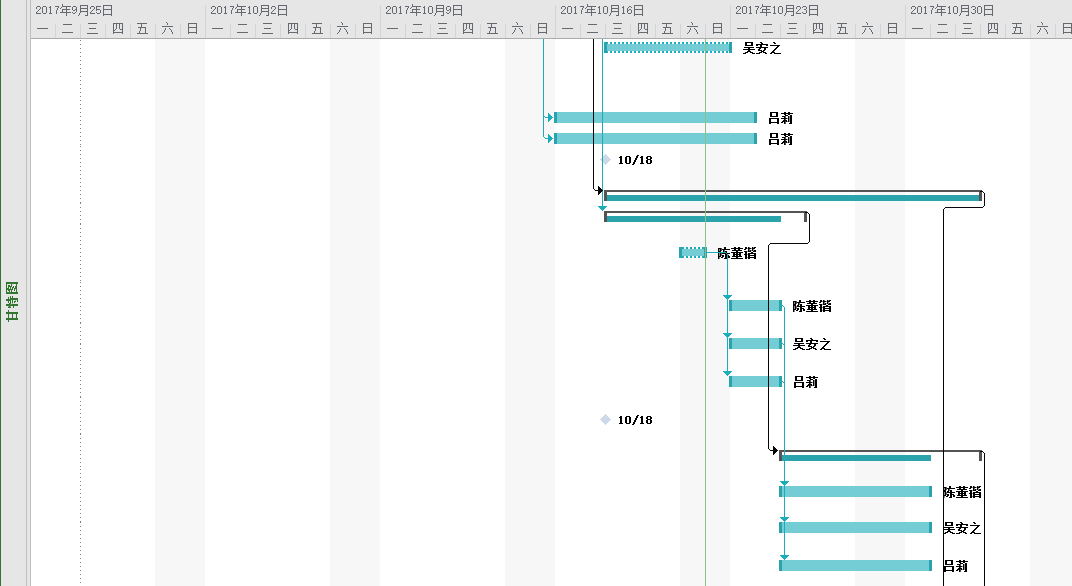 2017年9月25日 2017年10月2日 2017年10月9日 2017年10月16日 2017年10月23日 2017年10月30日
一 二 三 四 五 六 日 一 二 三 四 五 六 日 一 二 三 四 五 六 日 一 二 三 四 五 六 日 一 二 三 四 五 六 日 一 二 三 四 五 六 日
吴安之
吕莉
吕莉
10/18
陈董锴
陈董锴
吴安之
甘特图
吕莉
10/18
陈董锴
吴安之
吕莉